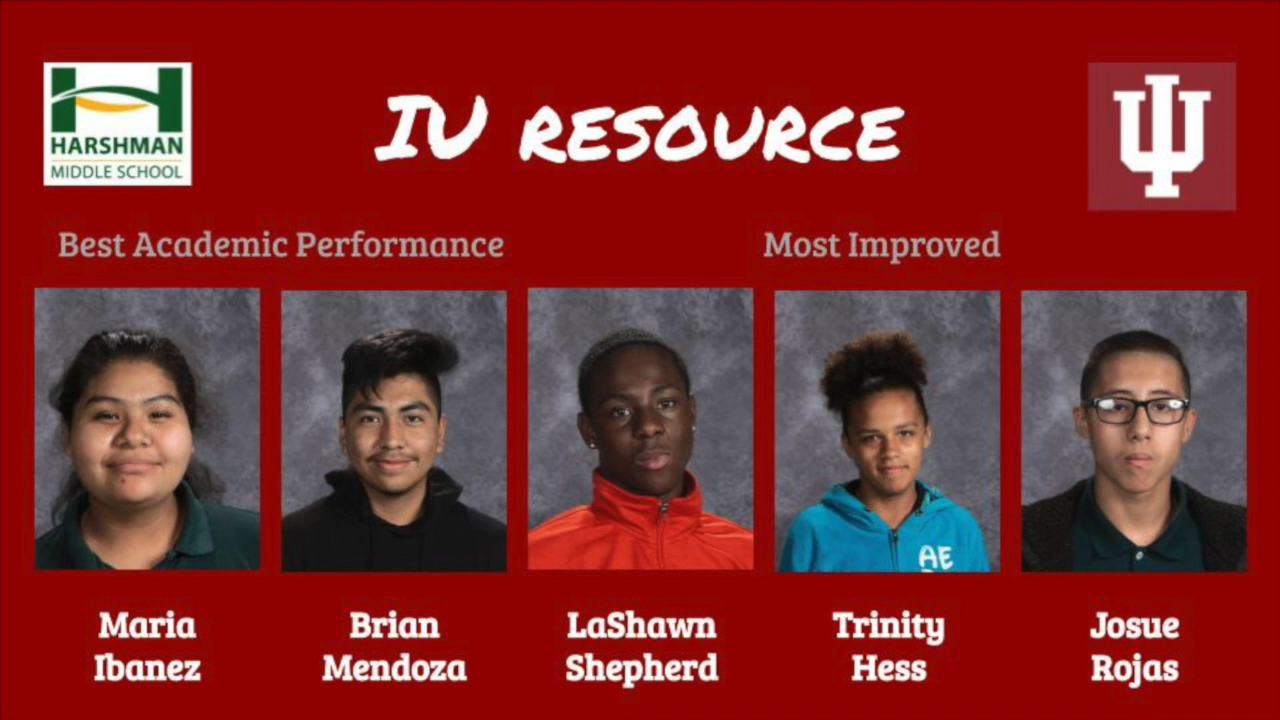 HARSHMAN
MIDDLE SCHOOL
IU RESOURCE
Best Academic Performance
Most Improved
AE
Maria
Ibanez
Brian
Mendoza
LaShawn
Shepherd
Trinity
Hess
Josue
Rojas